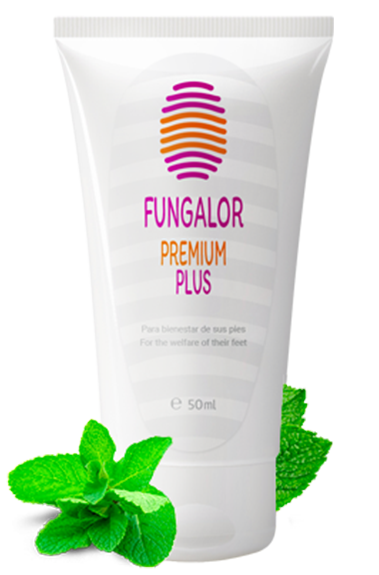 FUNGALOR
PREMIUM
PLUS
Para bienestar de sus pies
For the welfare of their feet
e 50ml